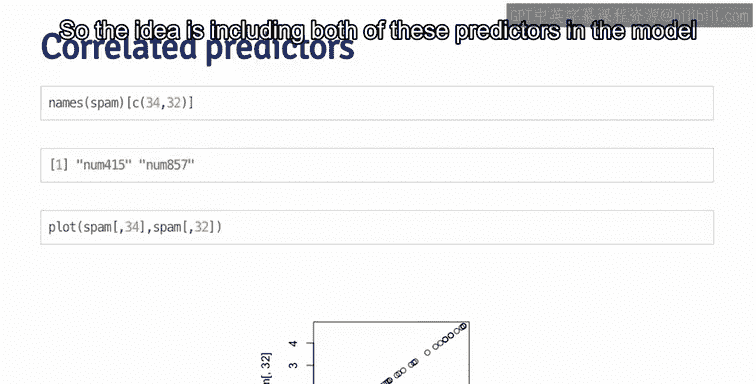 So the idea is including both of these predictors in the model
Correlated predictors
names(spam)[c(34,32)]
[1] "num415" "num857"
plot(spam[,34],spam[,32])
4
3